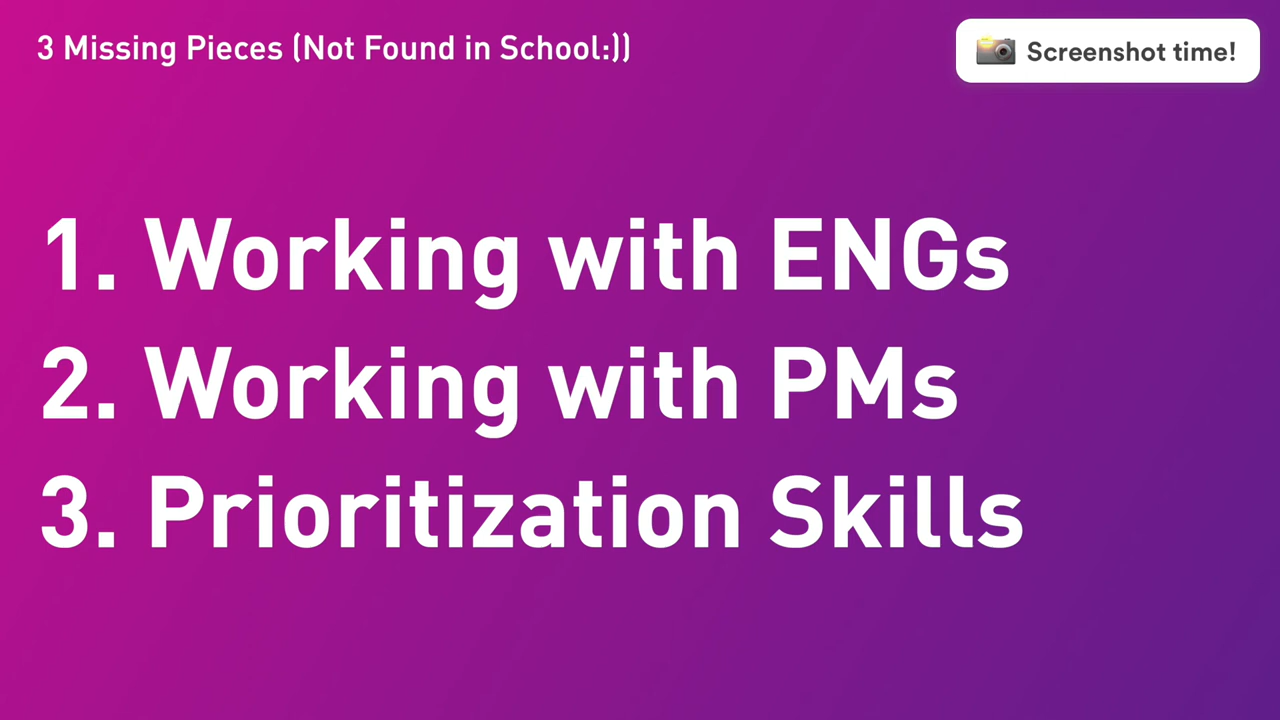 3 Missing Pieces (Not Found in School:))
Screenshot time!
1. Working with ENGs
2. Working with PMs
3. Prioritization Skills